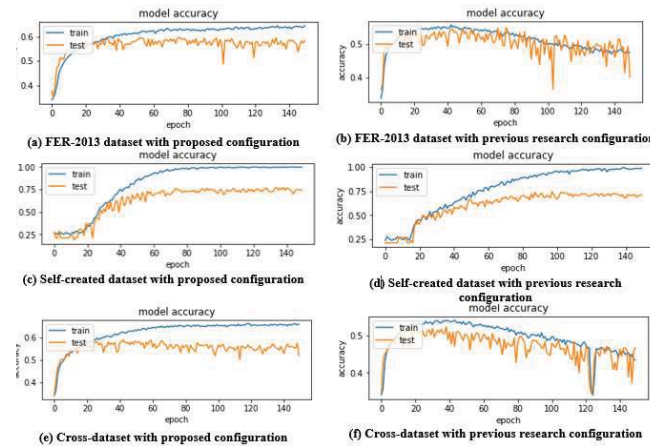 model accuracy
0.6
0.5
0.4
train
test
0 20 40 60 80 100 120 140
epoch
(a) FER-2013 dataset with proposed configuration
model accuracy
accuracy
0.5
0.4
train
test
0 20 40 60 80 100 120 140
epoch
(b) FER-2013 dataset with previous research configuration
model accuracy
1.00
0.75
0.50
0.25
train
test
0 20 40 60 80 100 120 140
epoch
(c) Self-created dataset with proposed configuration
model accuracy
accuracy
1.00
0.75
0.50
0.25
train
test
0 20 40 60 80 100 120 140
epoch
(d) Self-created dataset with previous research
configuration
model accuracy
accuracy
0.6
0.5
0.4
train
test
0 20 40 60 80 100 120 140
epoch
(e) Cross-dataset with proposed configuration
model accuracy
accuracy
0.5
0.4
train
test
0 20 40 60 80 100 120 140
epoch
(f) Cross-dataset with previous research configuration